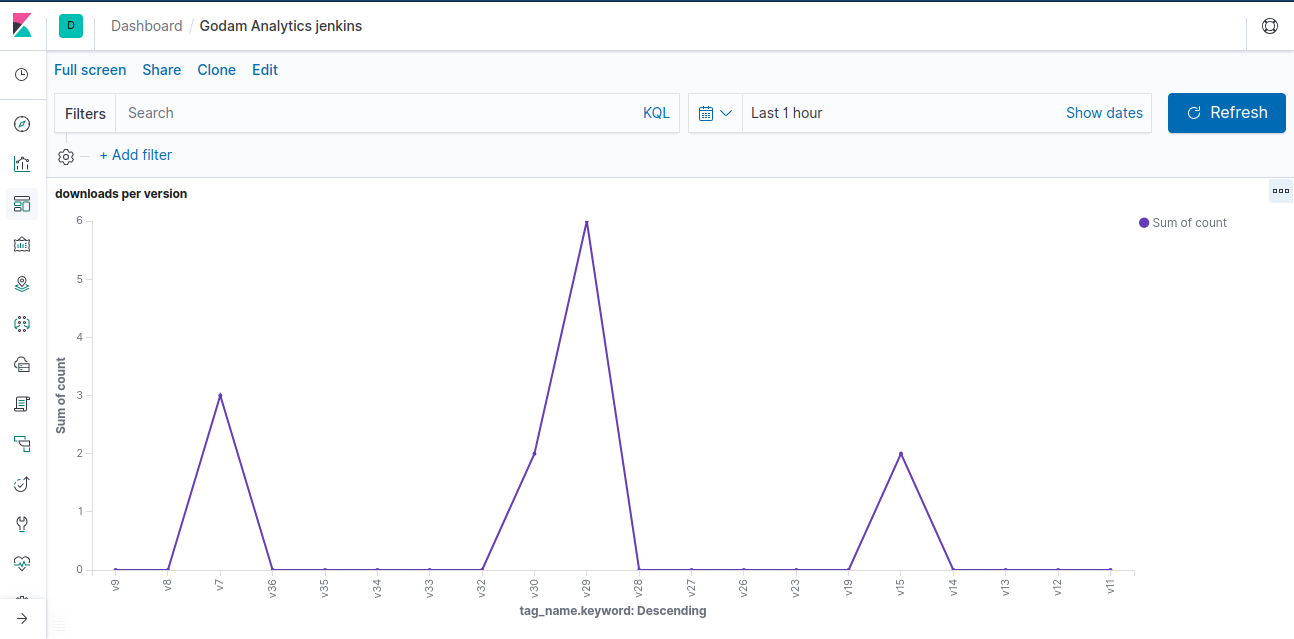 D Dashboard / Godam Analytics jenkins
Full screen Share Clone Edit
Filters Search KQL Last 1 hour Show dates Refresh
+ Add filter
downloads per version
Sum of count
6
5
4
3
2
1
0
Sum of count
v9 v8 v7 v36 v35 v34 v33 v32 v30 v29 v28 v27 v26 v23 v19 v15 v14 v13 v12 v11
tag_name.keyword: Descending